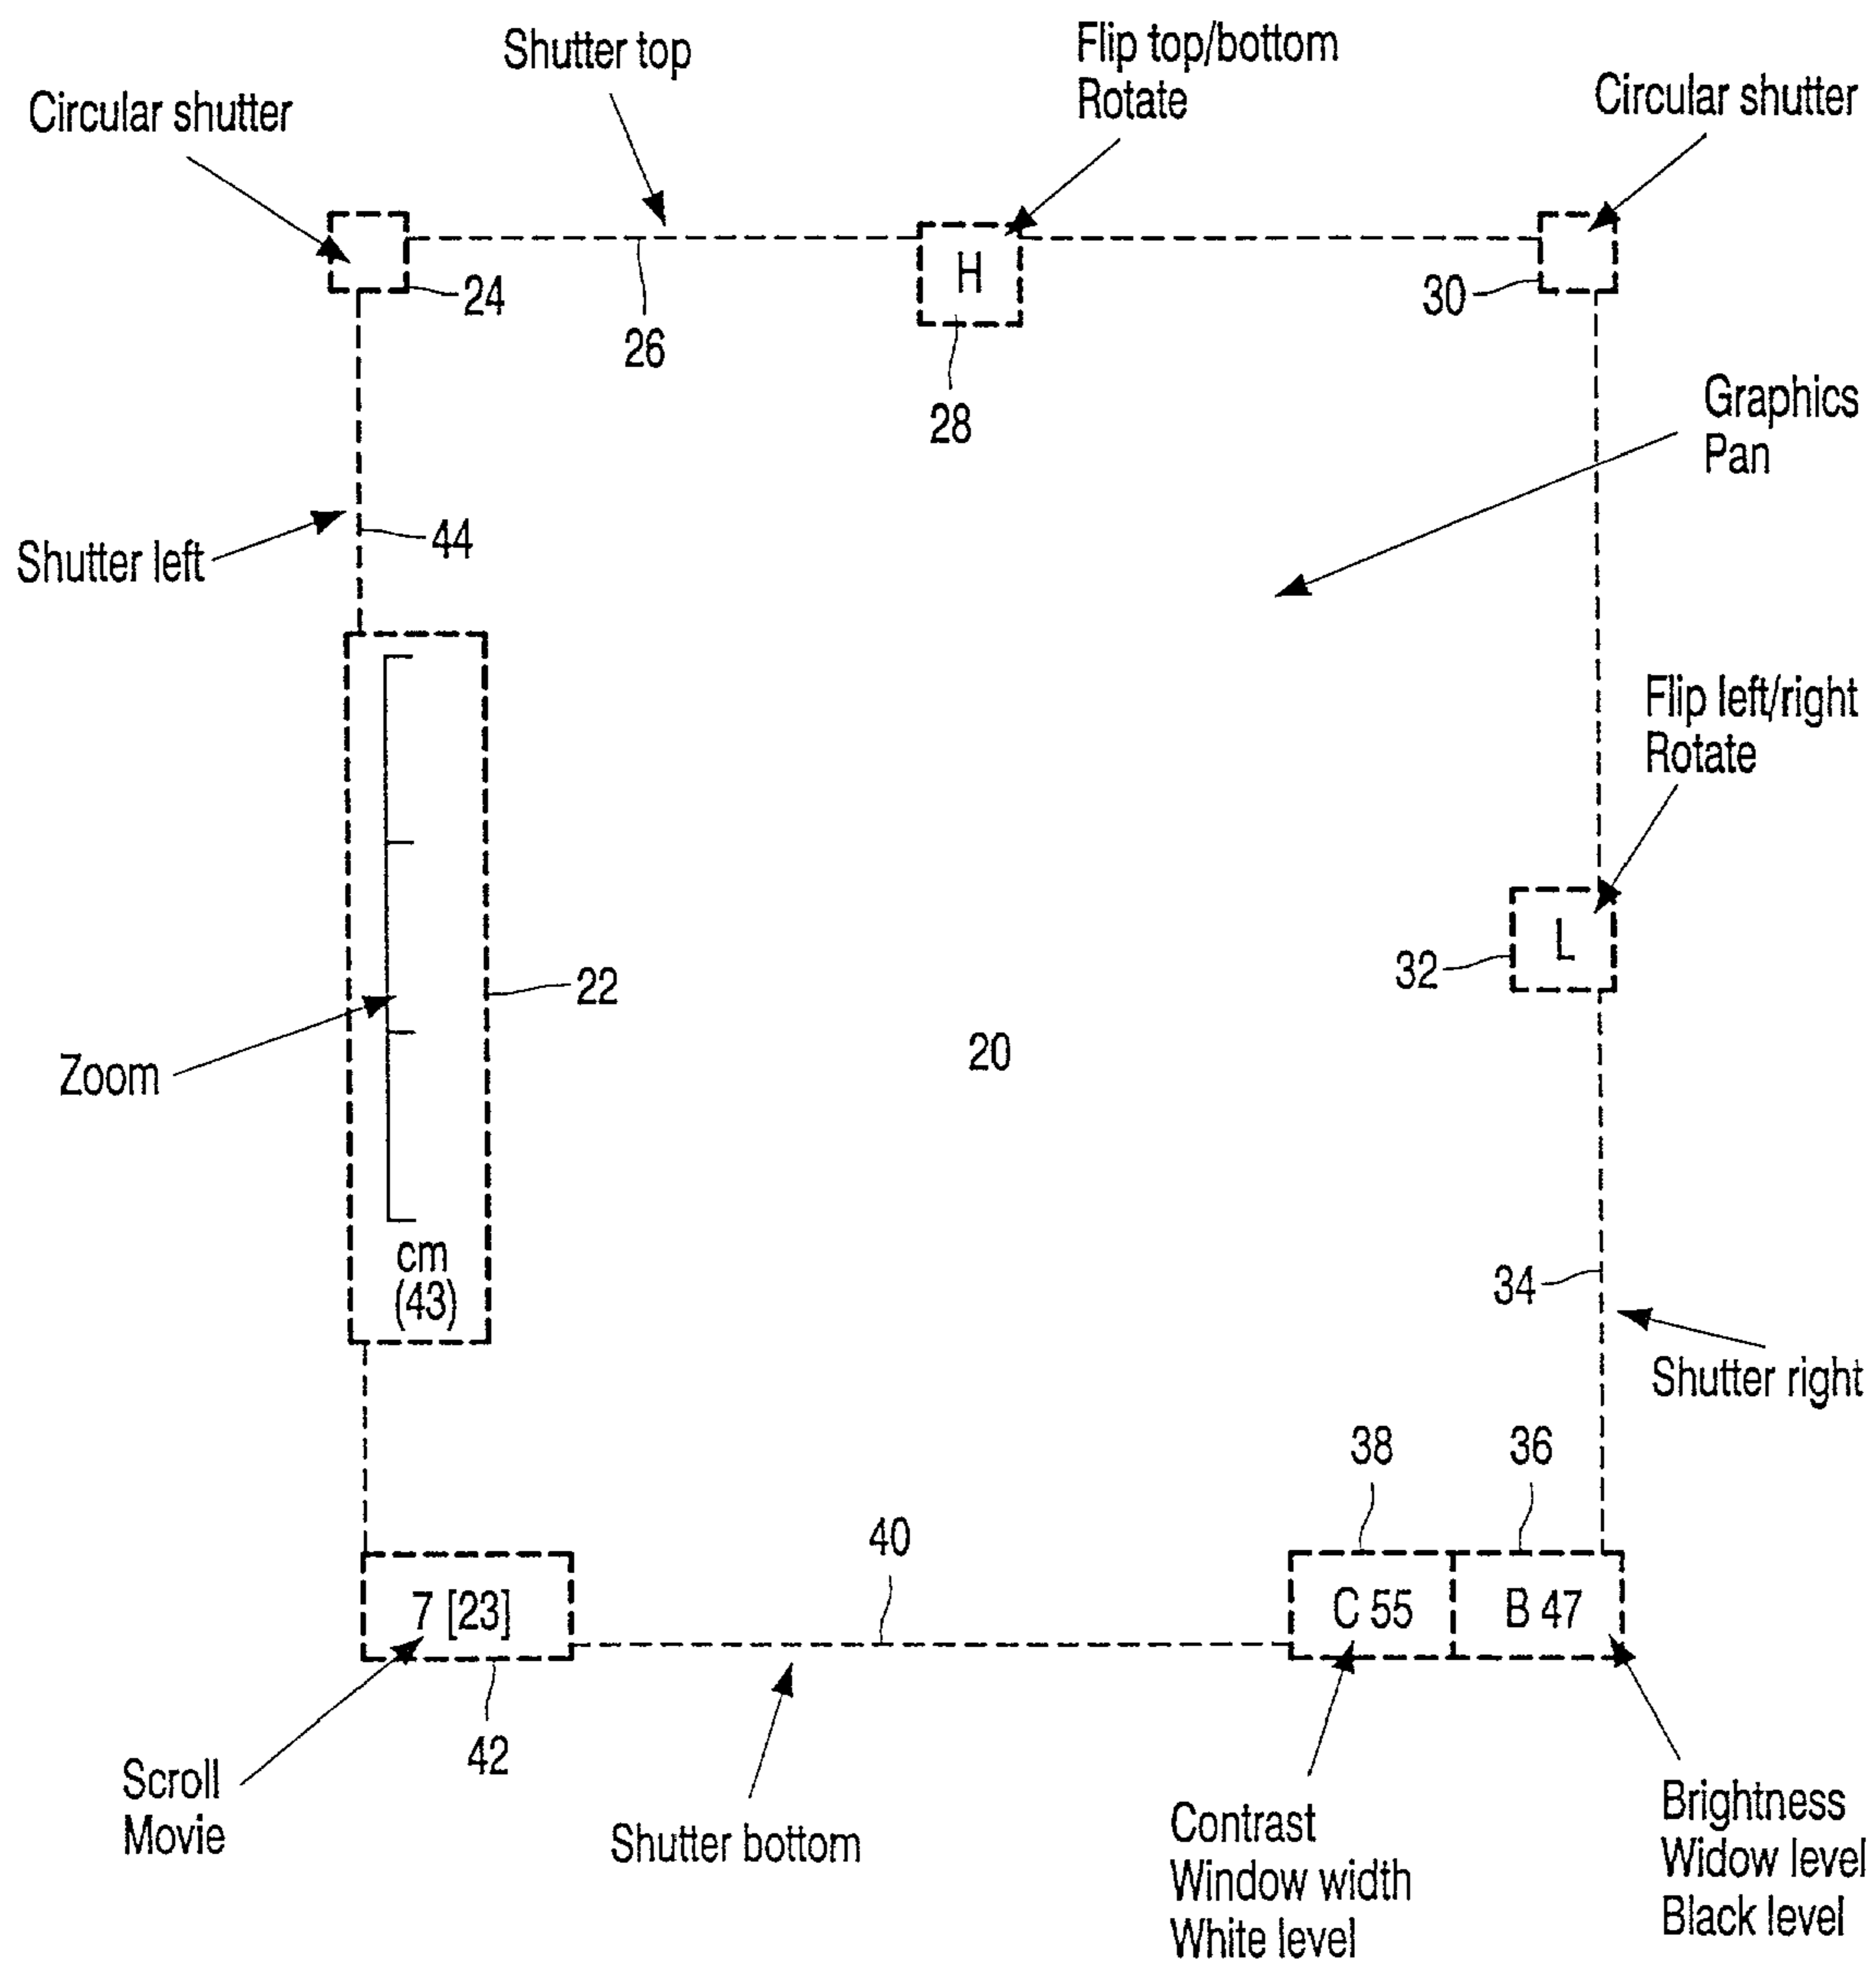 Shutter top
Flip top/bottom
Rotate
Circular shutter
Circular shutter
24
26
H
28
30
Graphics
Pan
Shutter left
44
Flip left/right
Rotate
22
32
L
Zoom
20
cm
(43)
34
Shutter right
38
36
40
7 [23]
C 55
B 47
42
Scroll
Movie
Shutter bottom
Contrast
Window width
White level
Brightness
Widow level
Black level